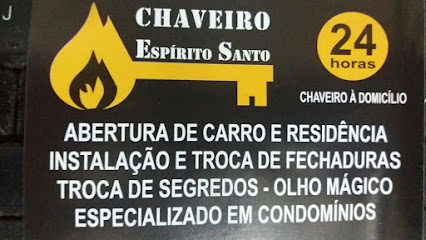 J
CHAVEIRO
ESPÍRITO SANTO
24
horas
CHAVEIRO À DOMICÍLIO
ABERTURA DE CARRO E RESIDÊNCIA
INSTALAÇÃO E TROCA DE FECHADURAS
TROCA DE SEGREDOS - OLHO MÁGICO
ESPECIALIZADO EM CONDOMÍNIOS